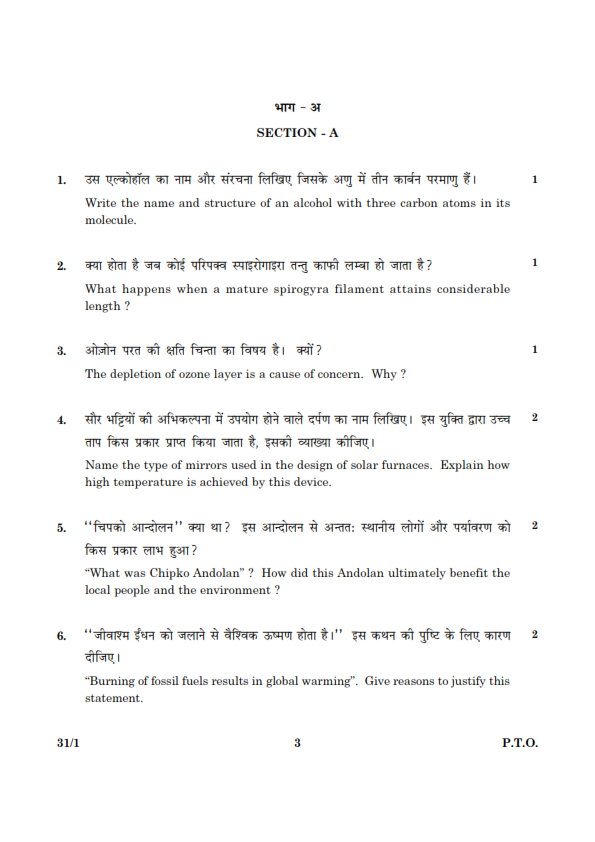 भाग - अ
SECTION - A
1. उस एल्कोहॉल का नाम और संरचना लिखिए जिसके अणु में तीन कार्बन परमाणु हैं। 1
Write the name and structure of an alcohol with three carbon atoms in its
molecule.
2. क्या होता है जब कोई परिपक्व स्पाइरोगाइरा तन्तु काफी लम्बा हो जाता है? 1
What happens when a mature spirogyra filament attains considerable
length ?
3. ओज़ोन परत की क्षति चिन्ता का विषय है। क्यों? 1
The depletion of ozone layer is a cause of concern. Why ?
4. सौर भट्टियों की अभिकल्पना में उपयोग होने वाले दर्पण का नाम लिखिए। इस युक्ति द्वारा उच्च 2
ताप किस प्रकार प्राप्त किया जाता है, इसकी व्याख्या कीजिए।
Name the type of mirrors used in the design of solar furnaces. Explain how
high temperature is achieved by this device.
5. ‘‘चिपको आन्दोलन’’ क्या था? इस आन्दोलन से अन्ततः स्थानीय लोगों और पर्यावरण को 2
किस प्रकार लाभ हुआ?
“What was Chipko Andolan” ? How did this Andolan ultimately benefit the
local people and the environment ?
6. ‘‘जीवाश्म ईंधन को जलाने से वैश्विक ऊष्मण होता है।’’ इस कथन की पुष्टि के लिए कारण 2
दीजिए।
“Burning of fossil fuels results in global warming”. Give reasons to justify this
statement.
31/1 3 P.T.O.